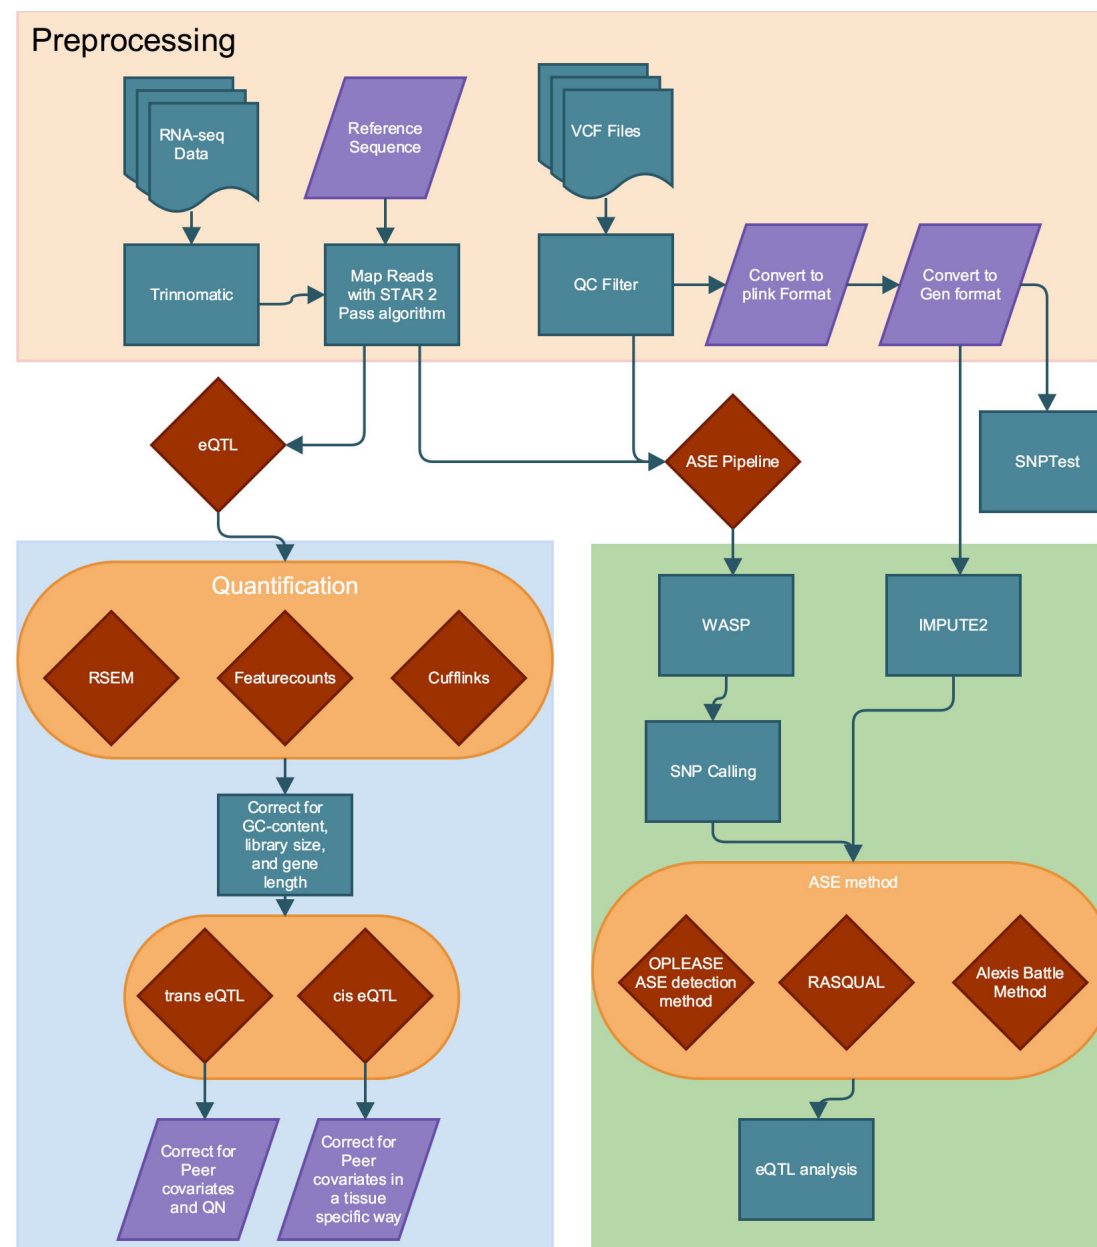 Preprocessing
RNA-seq
Data
Reference
Sequence
VCF Files
Trinnomatic
Map Reads
with STAR 2
Pass algorithm
QC Filter
Convert to
plink Format
Convert to
Gen format
eQTL
ASE Pipeline
SNPTest
Quantification
RSEM
Featurecounts
Cufflinks
WASP
IMPUTE2
SNP Calling
Correct for
GC-content,
library size,
and gene
length
trans eQTL
cis eQTL
ASE method
OPLEASE
ASE detection
method
RASQUAL
Alexis Battle
Method
Correct for
Peer
covariates
and QN
Correct for
Peer
covariates in
a tissue
specific way
eQTL analysis